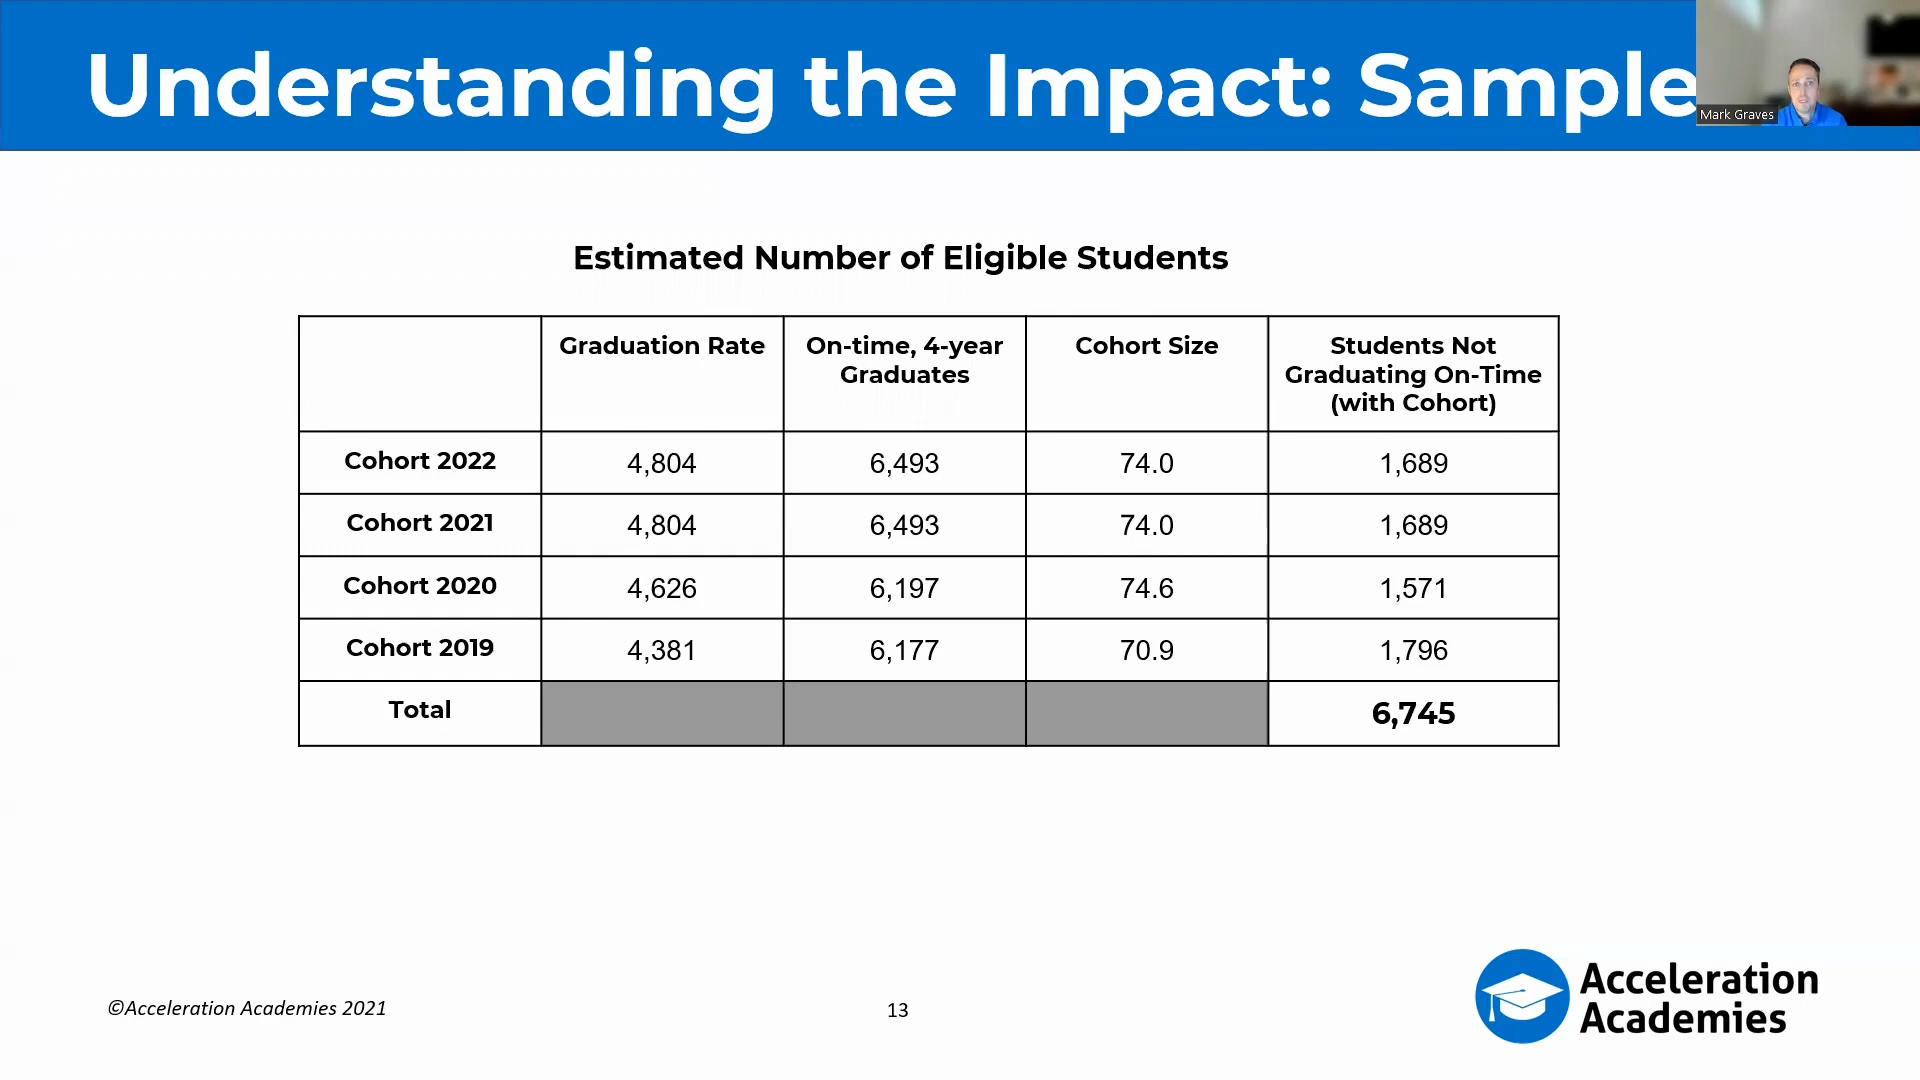 Understanding the Impact: Sample
Mark Graves
Estimated Number of Eligible Students
Graduation Rate
On-time, 4-year
Graduates
Cohort Size
Students Not
Graduating On-Time
(with Cohort)
Cohort 2022 4,804 6,493 74.0 1,689
Cohort 2021 4,804 6,493 74.0 1,689
Cohort 2020 4,626 6,197 74.6 1,571
Cohort 2019 4,381 6,177 70.9 1,796
Total 6,745
©Acceleration Academies 2021
13
Acceleration
Academies